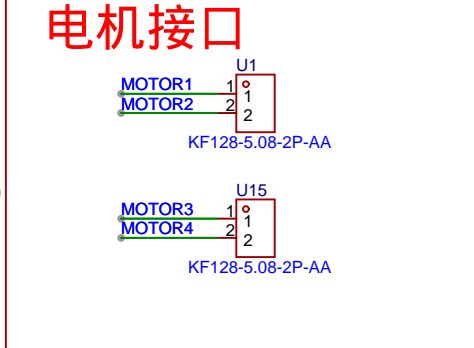 电机接口
U1
MOTOR1 1 1
MOTOR2 2 2
KF128-5.08-2P-AA
U15
MOTOR3 1 1
MOTOR4 2 2
KF128-5.08-2P-AA